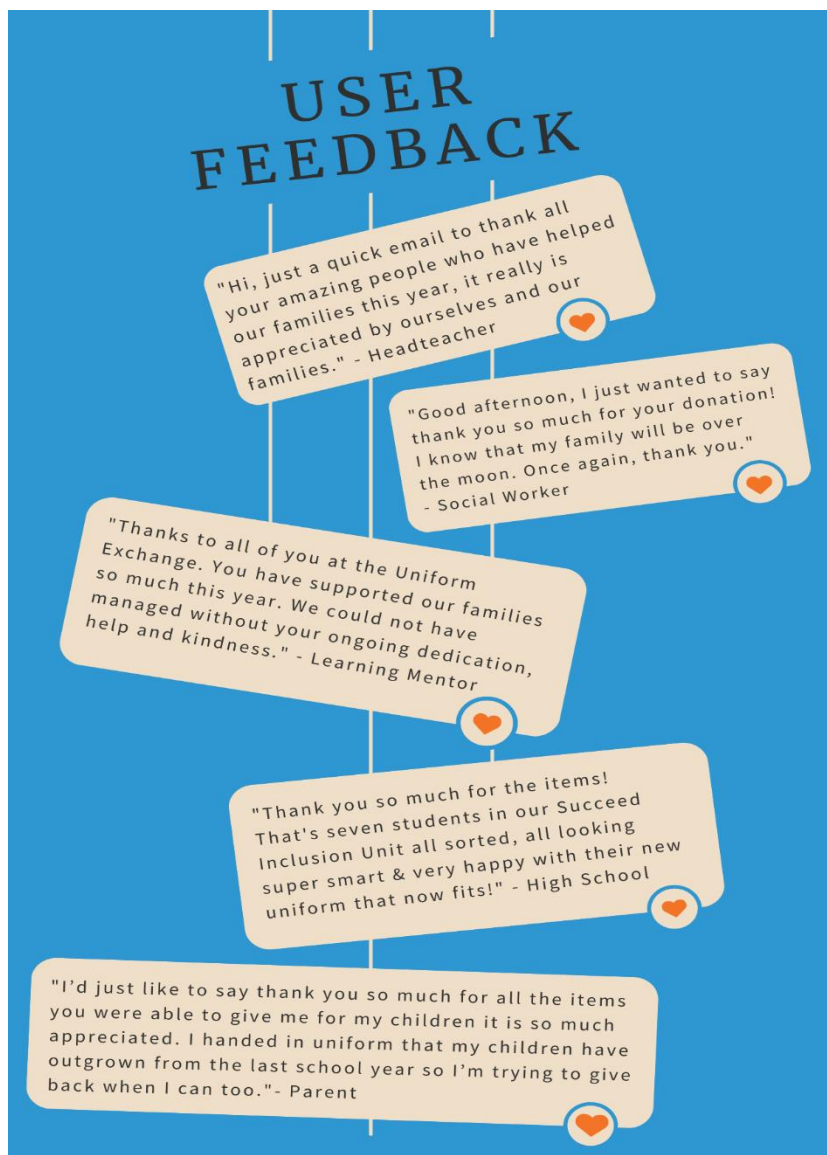 USER
FEEDBACK
"Hi, just a quick email to thank all
your amazing people who have helped
our families this year, it really is
appreciated by ourselves and our
families." - Headteacher
"Good afternoon, I just wanted to say
thank you so much for your donation!
I know that my family will be over
the moon. Once again, thank you."
- Social Worker
"Thanks to all of you at the Uniform
Exchange. You have supported our families
so much this year. We could not have
managed without your ongoing dedication,
help and kindness." - Learning Mentor
"Thank you so much for the items!
That's seven students in our Succeed
Inclusion Unit all sorted, all looking
super smart & very happy with their new
uniform that now fits!" - High School
"I’d just like to say thank you so much for all the items
you were able to give me for my children it is so much
appreciated. I handed in uniform that my children have
outgrown from the last school year so I’m trying to give
back when I can too."- Parent